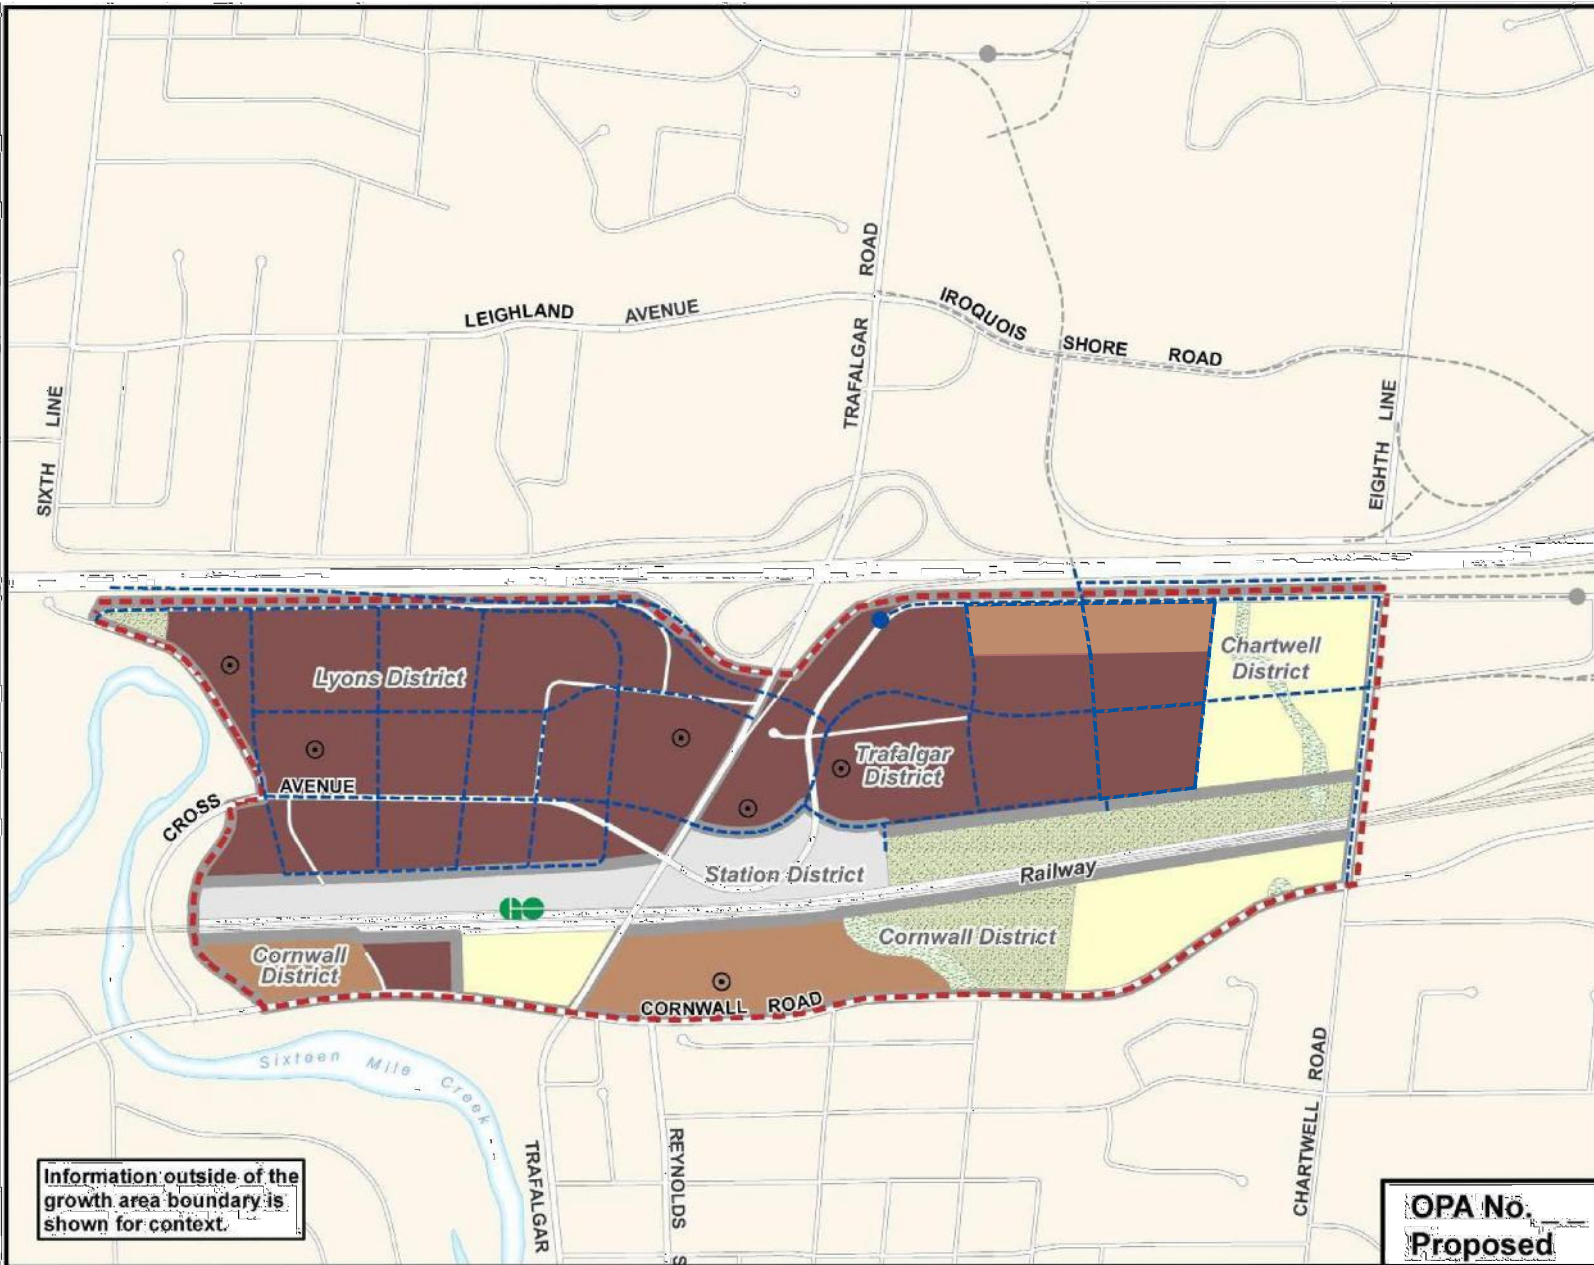 ROAD
LEIGHLAND AVENUE
IROQUOIS SHORE ROAD
TRAFALGAR
SIXTH LINE
EIGHTH LINE
Lyons District
Chartwell
District
Trafalgar
District
AVENUE
CROSS
Station District
Railway
GO
Cornwall
District
Cornwall District
CORNWALL ROAD
Sixteen Mile Creek
TRAFALGAR
REYNOLDS S
CHARTWELL ROAD
Information outside of the
growth area boundary is
shown for context.
OPA No. _ _
Proposed